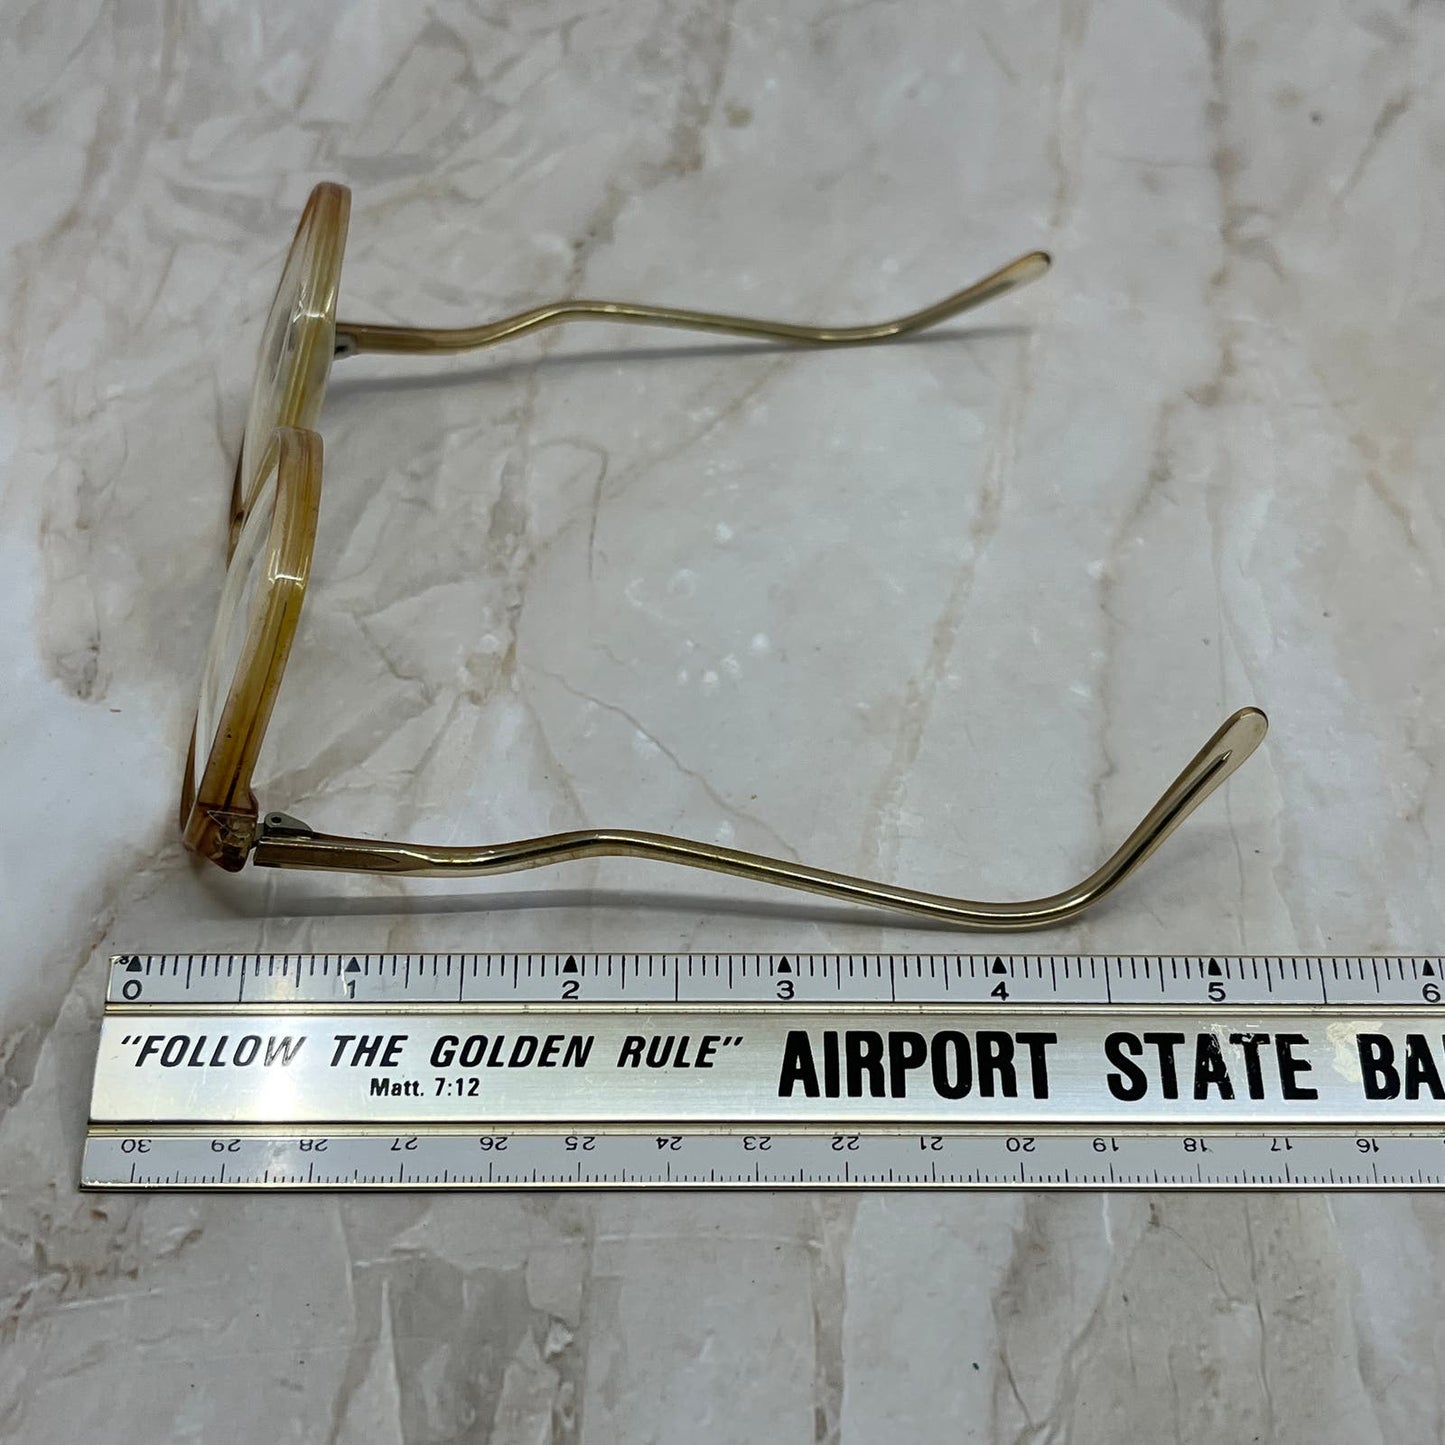 0 1 2 3 4 5 6
"FOLLOW THE GOLDEN RULE" AIRPORT STATE BA
Matt. 7:12
30 29 28 27 26 25 24 23 22 21 20 19 18 17 16